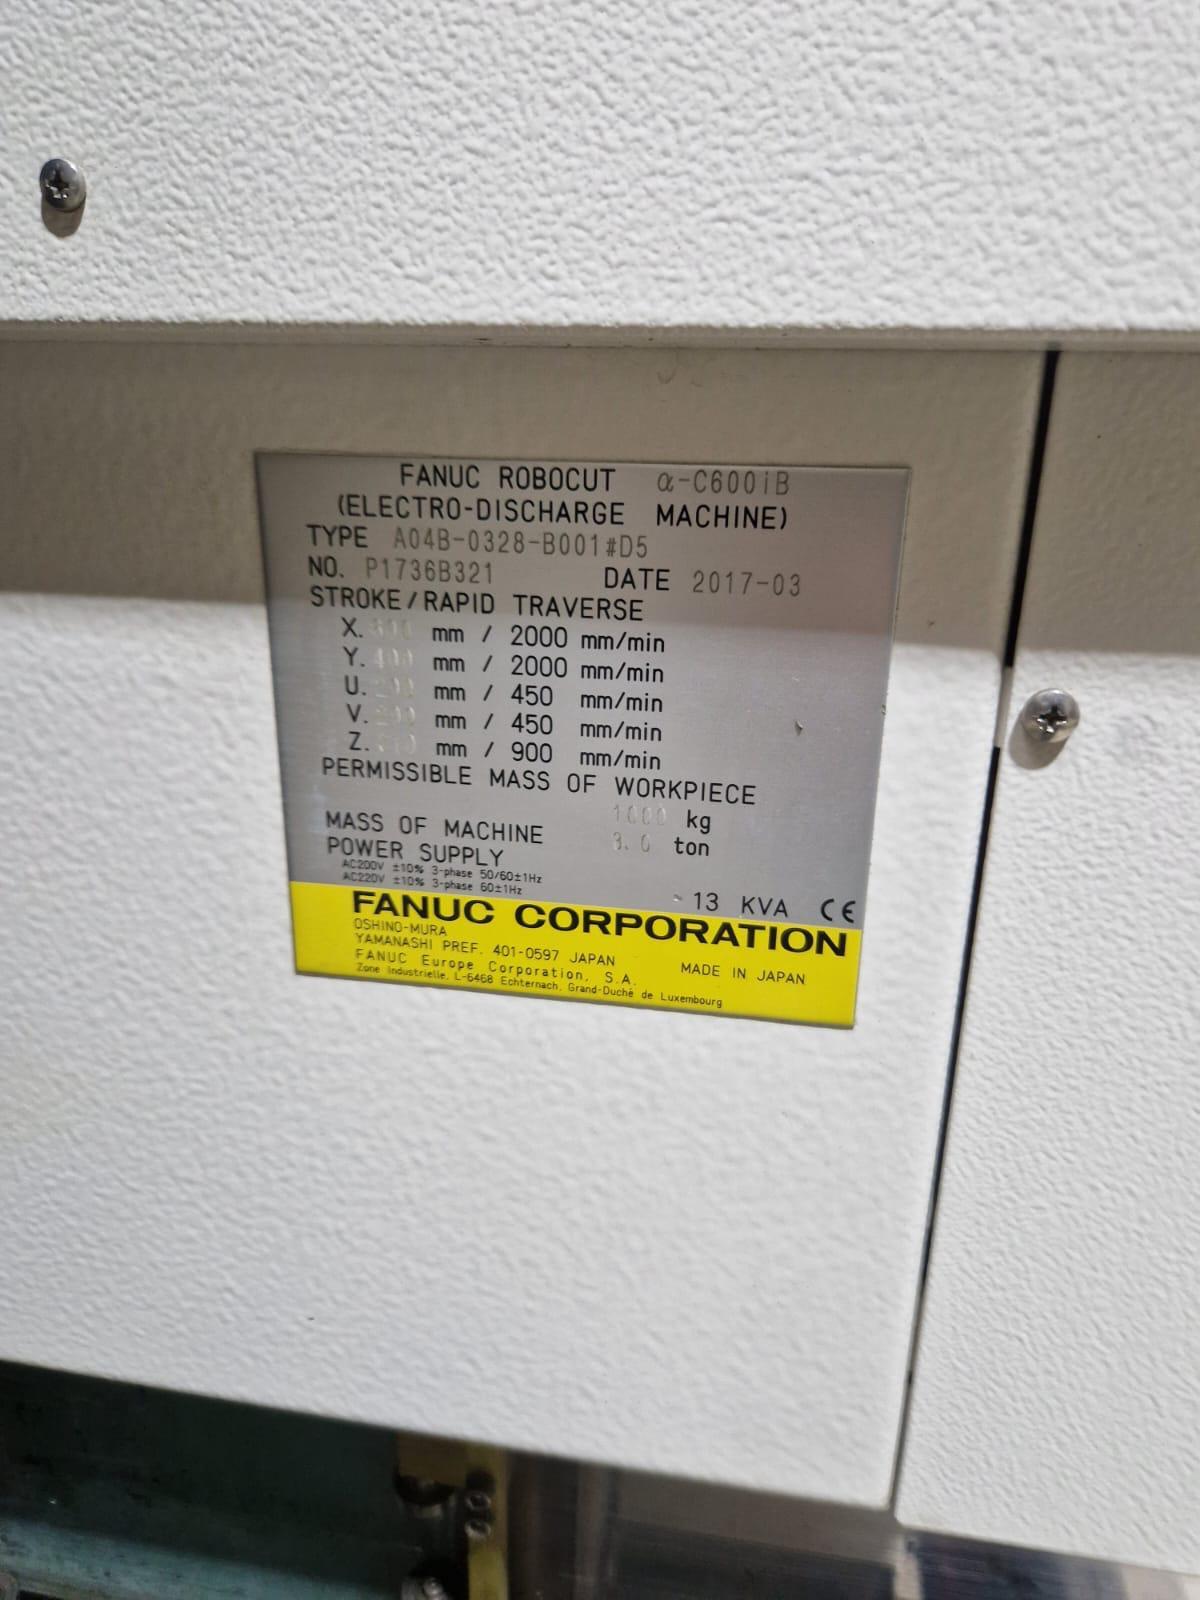 FANUC ROBOCUT α-C600iB
(ELECTRO-DISCHARGE MACHINE)
TYPE A04B-0328-B001#D5
NO. P1736B321 DATE 2017-03
STROKE/RAPID TRAVERSE
X. mm / 2000 mm/min
Y. 400 mm / 2000 mm/min
U. mm / 450 mm/min
V. mm / 450 mm/min
Z. mm / 900 mm/min
PERMISSIBLE MASS OF WORKPIECE
1000 kg
MASS OF MACHINE 3.0 ton
POWER SUPPLY
AC200V ±10% 3-phase 50/60±1Hz
AC220V ±10% 3-phase 60±1Hz
13 KVA CE
FANUC CORPORATION
OSHINO-MURA
YAMANASHI PREF. 401-0597 JAPAN
MADE IN JAPAN
FANUC Europe Corporation, S.A.
Zone Industrielle, L-6468 Echternach, Grand-Duché de Luxembourg